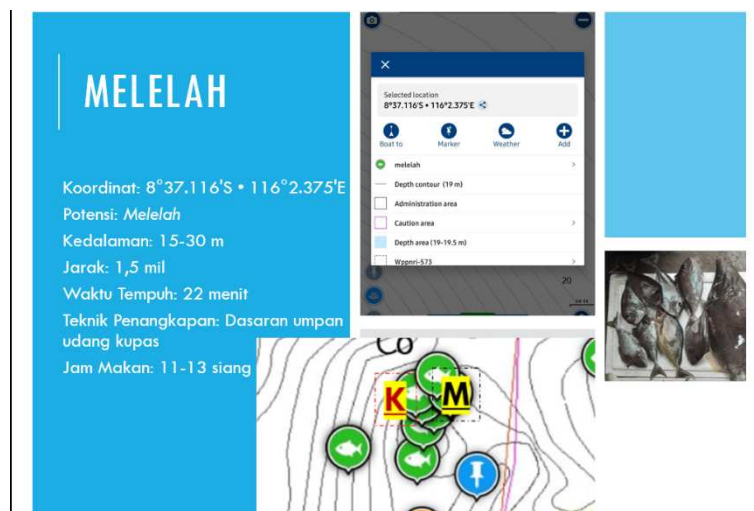 MELELAH
Koordinat: 8°37.116'S • 116°2.375'E
Potensi: Melelah
Kedalaman: 15-30 m
Jarak: 1,5 mil
Waktu Tempuh: 22 menit
Teknik Penangkapan: Dasaran umpan
udang kupas
Jam Makan: 11-13 siang
Selected location
8°37.116'S • 116°2.375'E
Boat to
Marker
Weather
Add
melelah
Depth contour (19 m)
Administration area
Caution area
Depth area (19-19.5 m)
Wppnri-573
20
Co
K
M